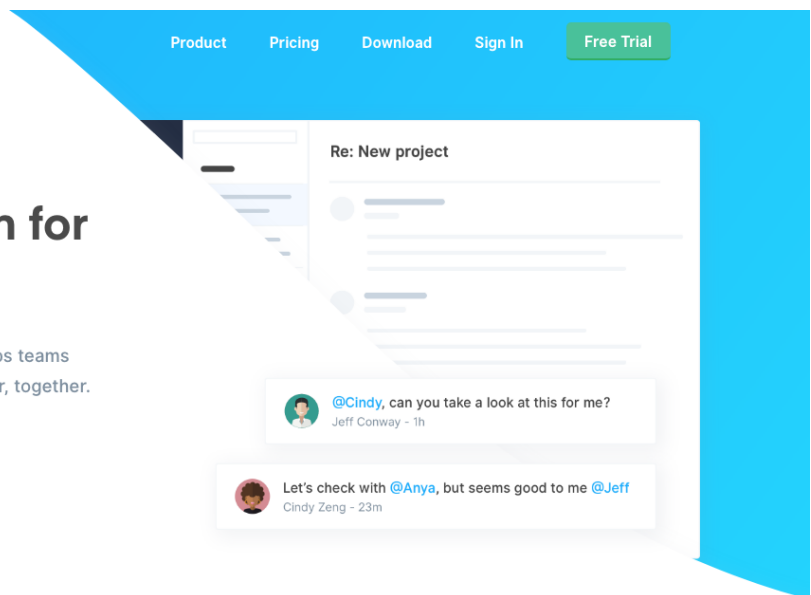 Product Pricing Download Sign In Free Trial
Re: New project
for
teams
together.
@Cindy, can you take a look at this for me?
Jeff Conway - 1h
Let's check with @Anya, but seems good to me @Jeff
Cindy Zeng - 23m